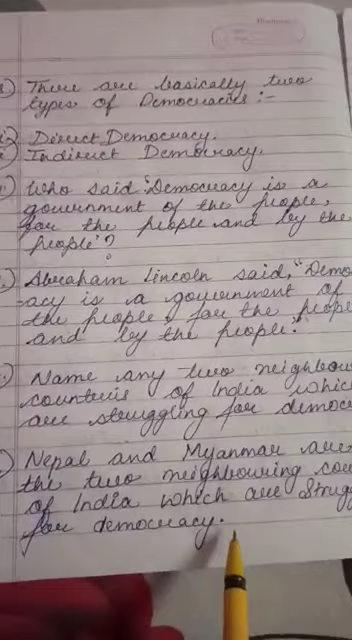 There are basically two
types of Democracies :-
Direct Democracy.
Indirect Democracy.
Who said "Democracy is a
government of the people,
for the people and by the
people"?
Abraham Lincoln said, "Democ
-acy is a government of
the people, for the people
and by the people."
Name any two neighbou
countries of India which
are struggling for democ
Nepal and Myanmar are
the two neighbouring cou
of India which are strugg
for democracy.